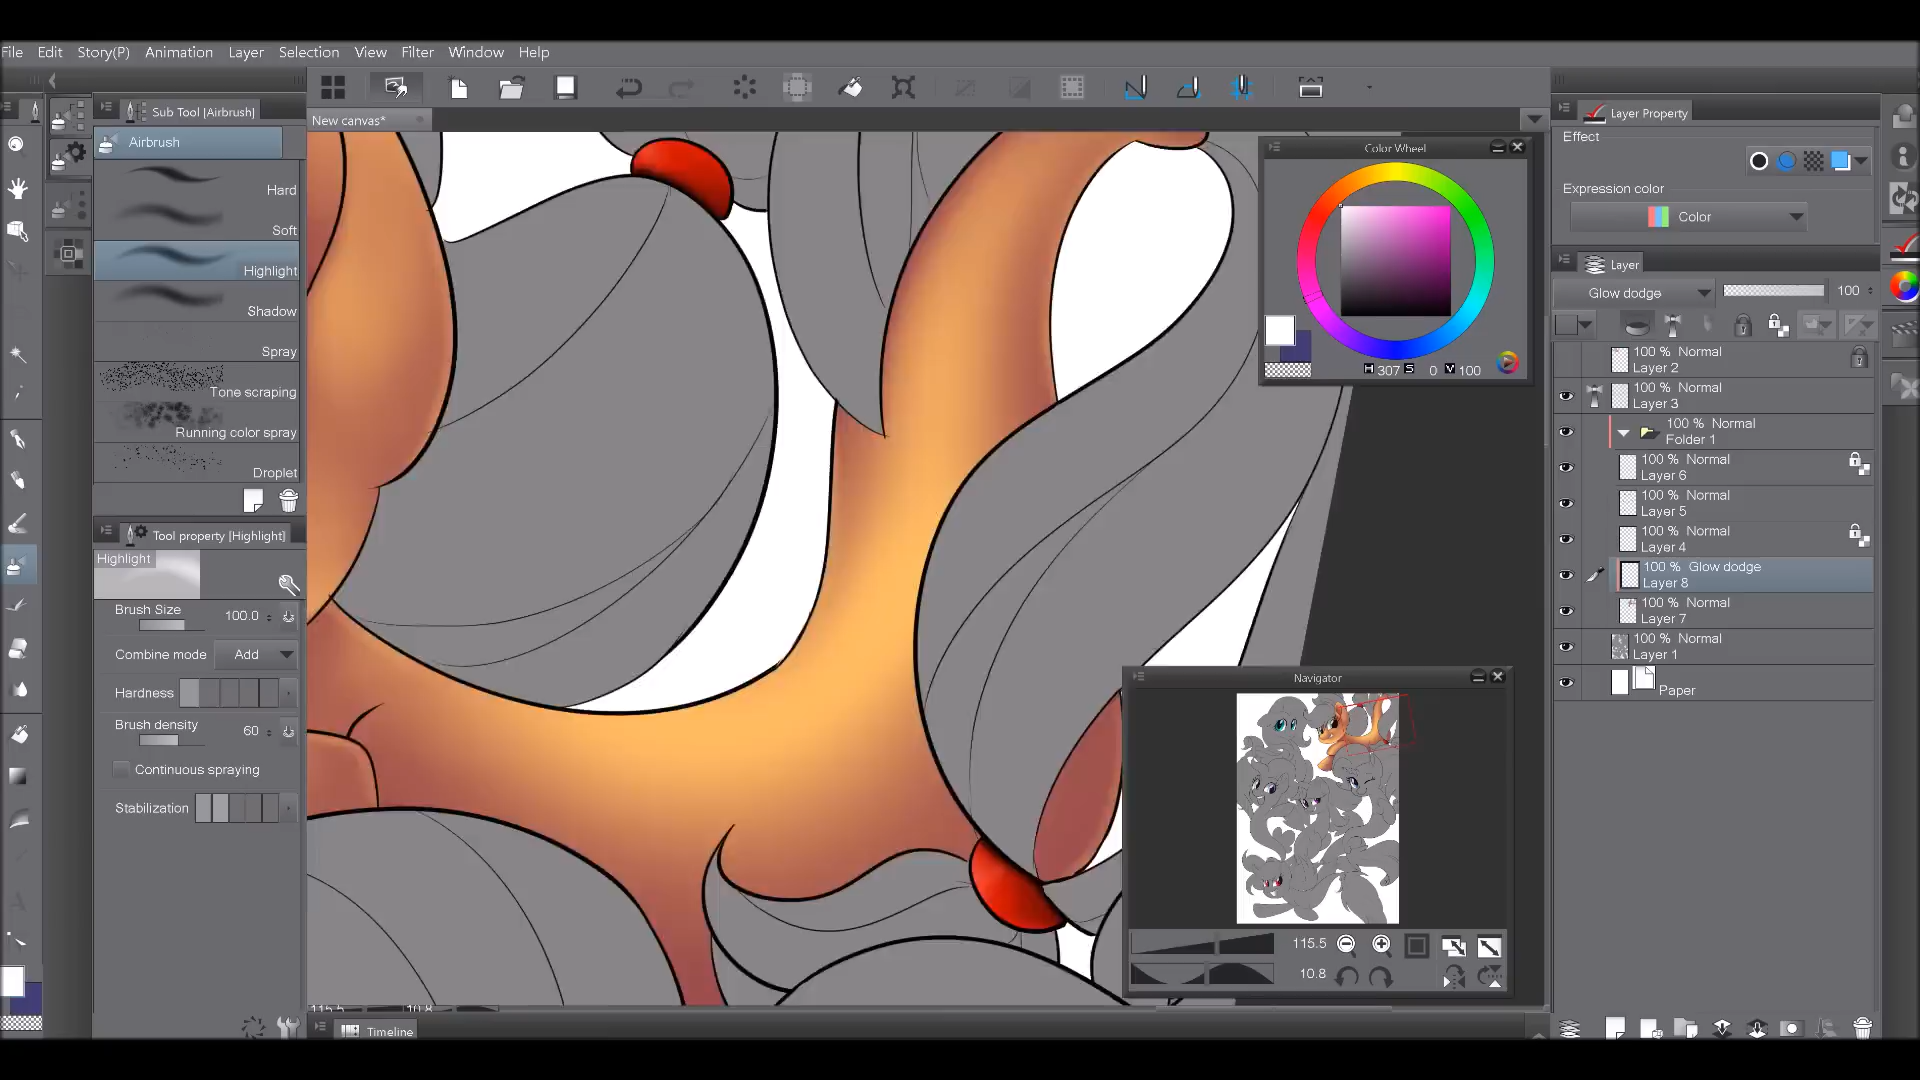 File Edit Story(P) Animation Layer Selection View Filter Window Help
Sub Tool [Airbrush]
New canvas*
Airbrush
Hard
Soft
Highlight
Shadow
Spray
Tone scraping
Running color spray
Droplet
Tool property [Highlight]
Highlight
Brush Size 100.0
Combine mode Add
Hardness
Brush density 60
Continuous spraying
Stabilization
Color Wheel
H 307 S 0 V 100
Navigator
115.5
10.8
115.5 10.8
Timeline
Layer Property
Effect
Expression color
Color
Layer
Glow dodge 100
100 % Normal
Layer 2
100 % Normal
Layer 3
100 % Normal
Folder 1
100 % Normal
Layer 6
100 % Normal
Layer 5
100 % Normal
Layer 4
100 % Glow dodge
Layer 8
100 % Normal
Layer 7
100 % Normal
Layer 1
Paper